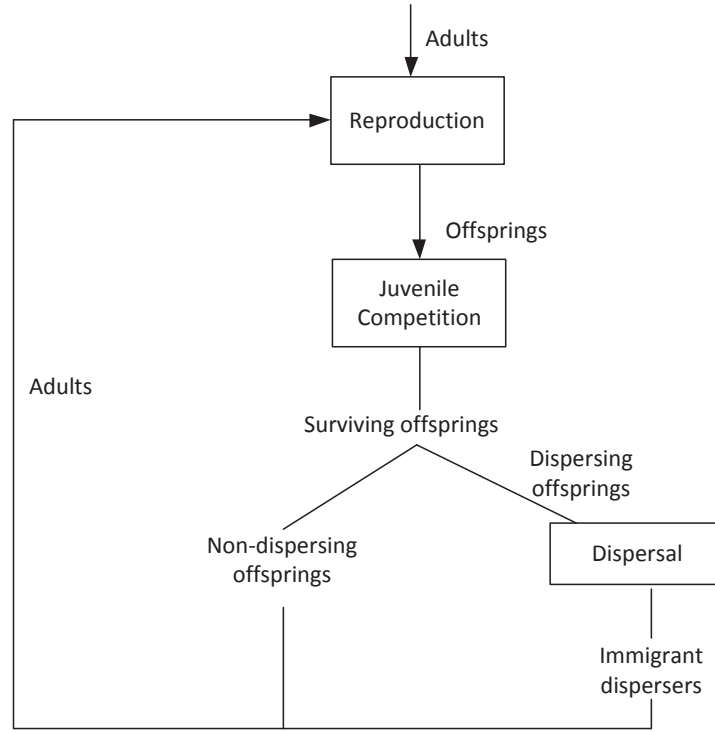 Adults
Reproduction
Offsprings
Juvenile
Competition
Adults
Surviving offsprings
Dispersing
offsprings
Non-dispersing
offsprings
Dispersal
Immigrant
dispersers